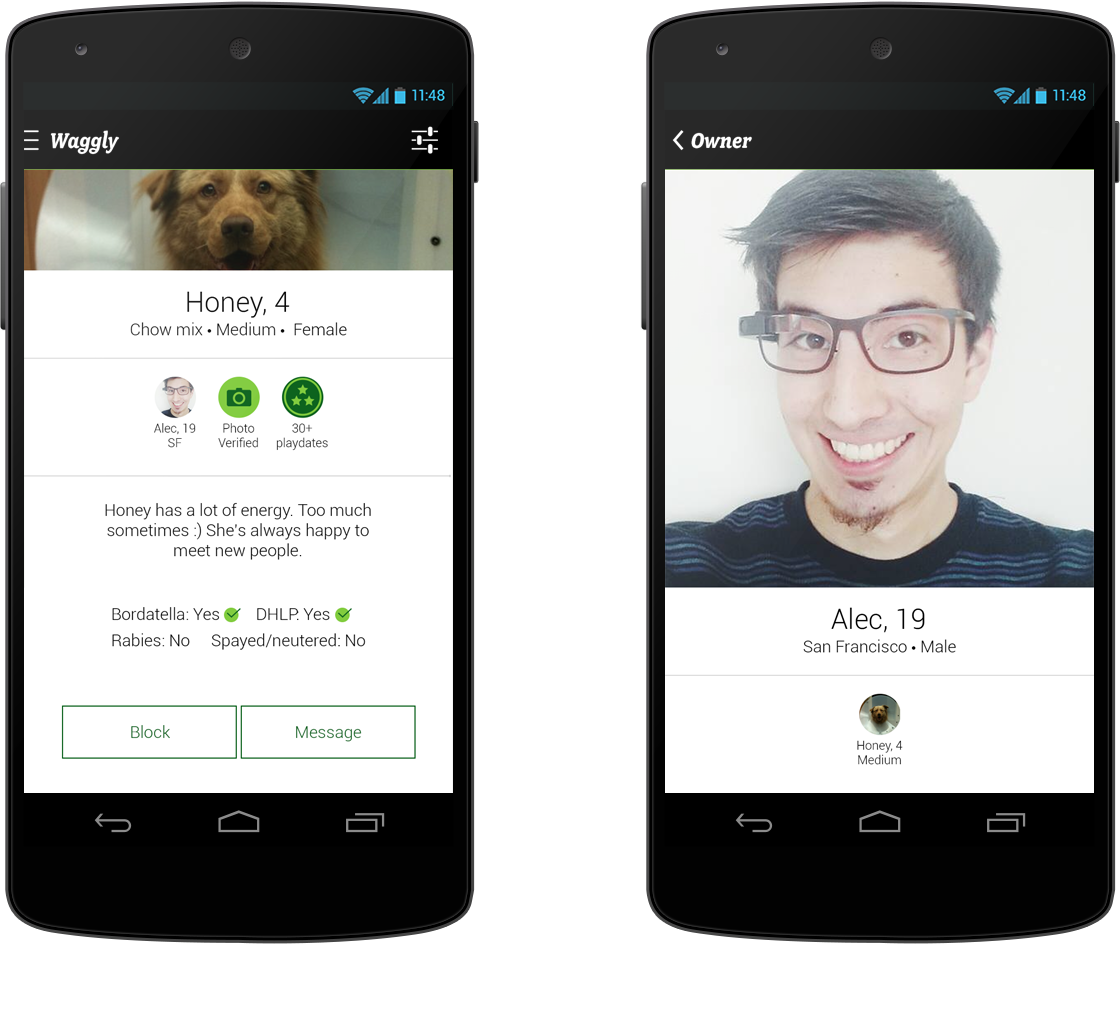 11:48
Waggly
Honey, 4
Chow mix • Medium • Female
Alec, 19
SF
Photo
Verified
30+
playdates
Honey has a lot of energy. Too much
sometimes :) She's always happy to
meet new people.
Bordatella: Yes DHLP: Yes
Rabies: No Spayed/neutered: No
Block Message
11:48
Owner
Alec, 19
San Francisco • Male
Honey, 4
Medium